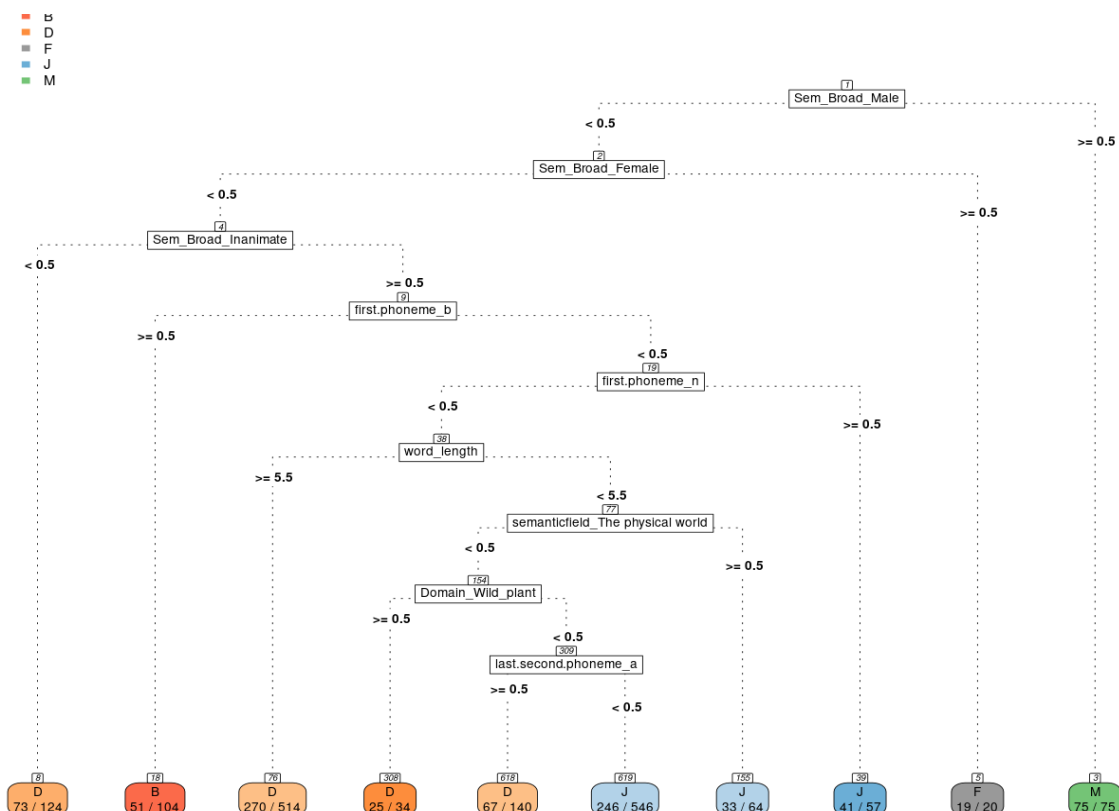 B
D
F
J
M
1
Sem_Broad_Male
< 0.5
>= 0.5
2
Sem_Broad_Female
< 0.5
>= 0.5
4
Sem_Broad_Inanimate
< 0.5
>= 0.5
9
first.phoneme_b
>= 0.5
< 0.5
19
first.phoneme_n
< 0.5
>= 0.5
38
word_length
>= 5.5
< 5.5
77
semanticfield_The physical world
< 0.5
>= 0.5
154
Domain_Wild_plant
>= 0.5
< 0.5
309
last.second.phoneme_a
>= 0.5
< 0.5
8 18 76 308 618 619 155 39 5 3
D B D D D J J J F M
73 / 124 51 / 104 270 / 514 25 / 34 67 / 140 246 / 546 33 / 64 41 / 57 19 / 20 75 / 75